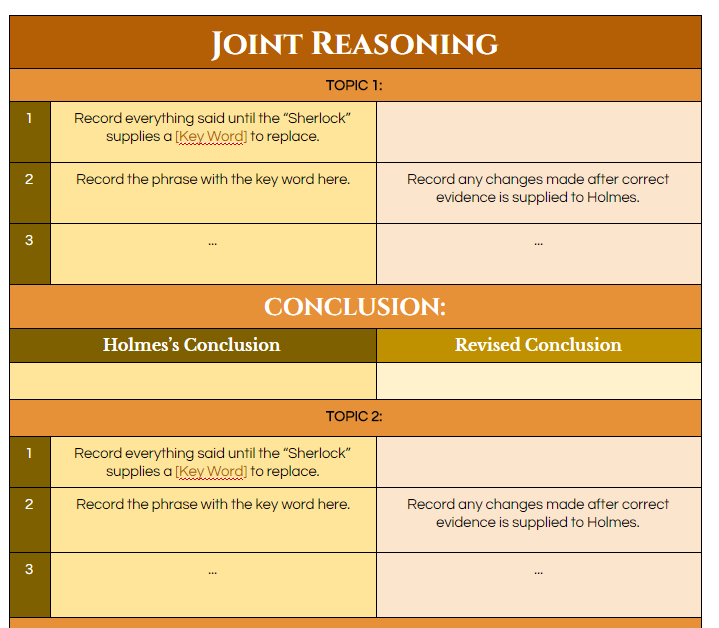 JOINT REASONING
TOPIC 1:
1
Record everything said until the “Sherlock”
supplies a [Key Word] to replace.
2
Record the phrase with the key word here.
Record any changes made after correct
evidence is supplied to Holmes.
3
...
...
CONCLUSION:
Holmes’s Conclusion
Revised Conclusion
TOPIC 2:
1
Record everything said until the “Sherlock”
supplies a [Key Word] to replace.
2
Record the phrase with the key word here.
Record any changes made after correct
evidence is supplied to Holmes.
3
...
...